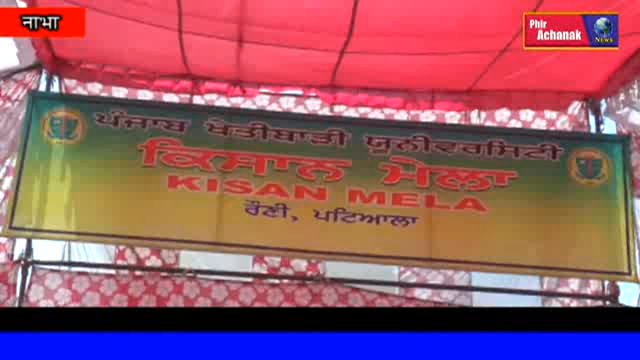 नाभा
Phir
Achanak
News
ਪੰਜਾਬ ਖੇਤੀਬਾੜੀ ਯੂਨੀਵਰਸਿਟੀ
ਕਿਸਾਨ ਮੇਲਾ
KISAN MELA
ਰੌਣੀ, ਪਟਿਆਲਾ